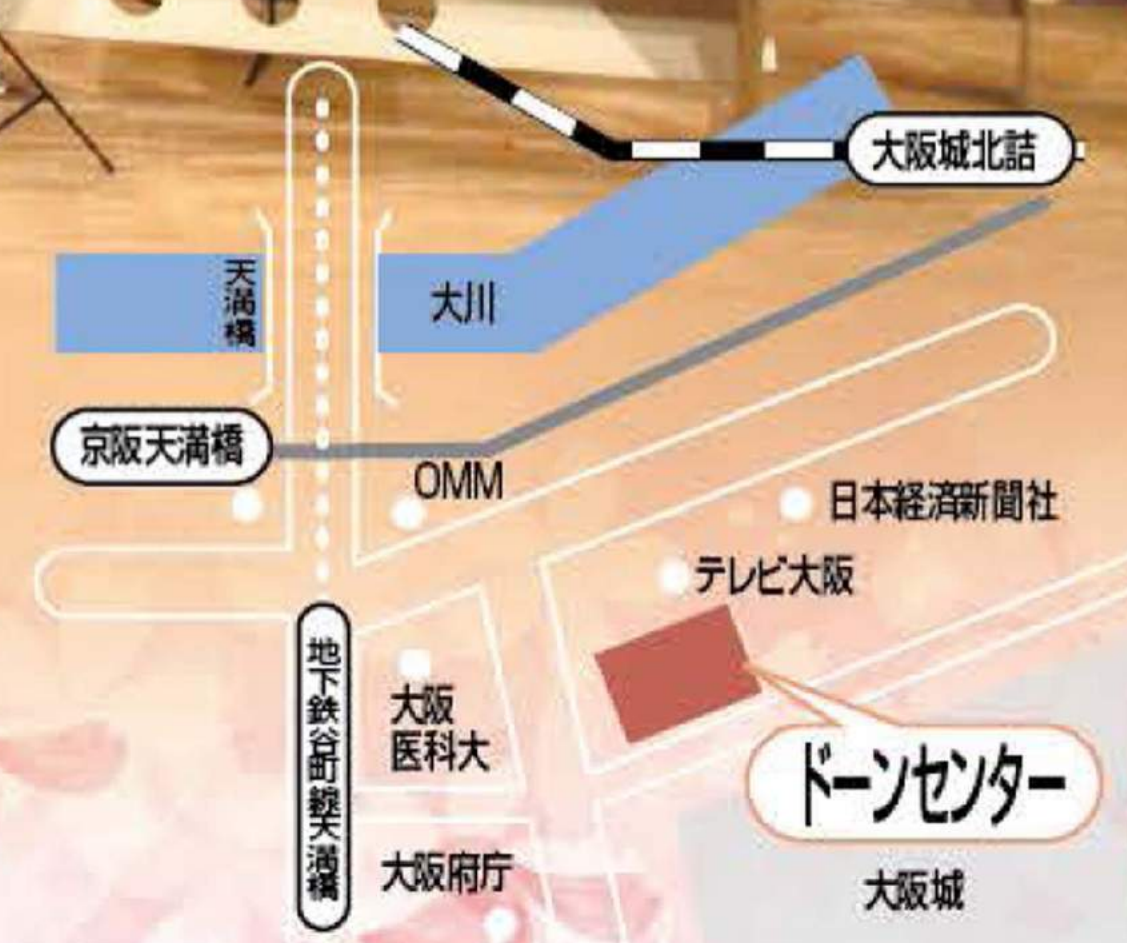 大阪城北詰
天満橋
大川
京阪天満橋
OMM
日本経済新聞社
テレビ大阪
地下鉄谷町線天満橋
大阪
医科大
ドーンセンター
大阪府庁
大阪城